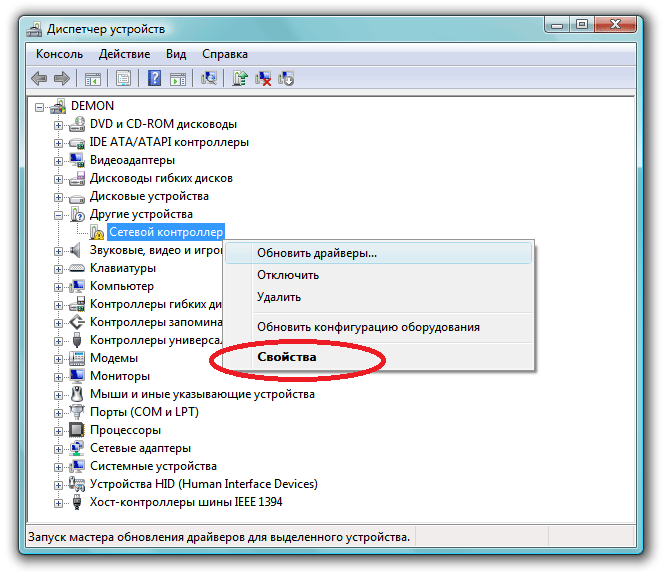 Диспетчер устройств
Консоль Действие Вид Справка
DEMON
DVD и CD-ROM дисководы
IDE ATA/ATAPI контроллеры
Видеоадаптеры
Дисководы гибких дисков
Дисковые устройства
Другие устройства
Сетевой контроллер
Звуковые, видео и игро
Клавиатуры
Компьютер
Контроллеры гибких ди
Контроллеры запомина
Контроллеры универсал
Модемы
Мониторы
Мыши и иные указывающие устройства
Порты (COM и LPT)
Процессоры
Сетевые адаптеры
Системные устройства
Устройства HID (Human Interface Devices)
Хост-контроллеры шины IEEE 1394
Обновить драйверы...
Отключить
Удалить
Обновить конфигурацию оборудования
Свойства
Запуск мастера обновления драйверов для выделенного устройства.